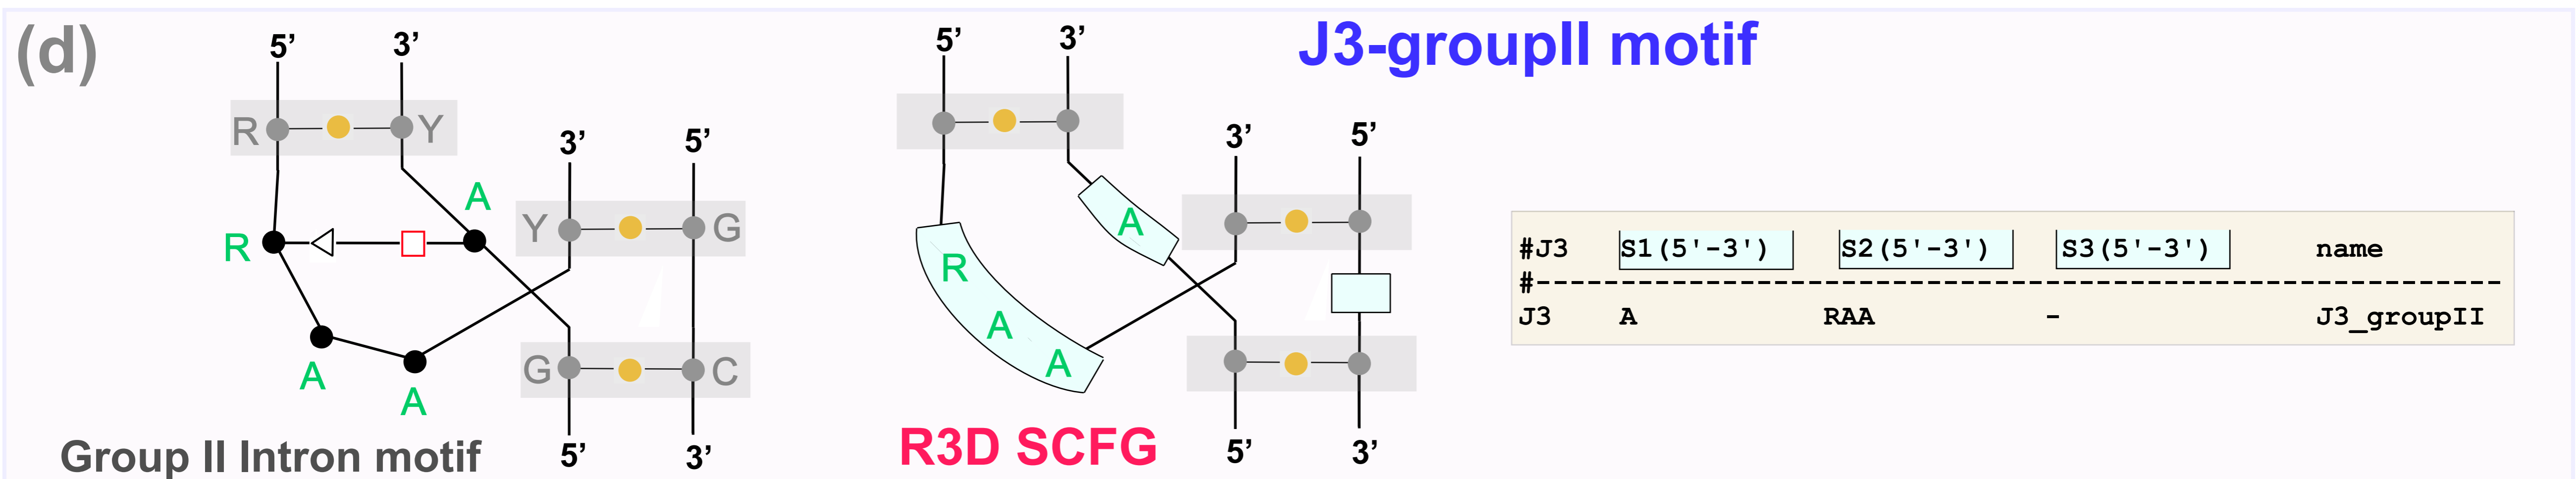 (d)
5’ 3’
R Y
3’ 5’
A
Y G
R
A
A
G C
5’ 3’
Group II Intron motif
5’ 3’
3’ 5’
A
R
A
A
5’ 3’
R3D SCFG
J3-groupII motif
#J3 S1(5'-3') S2(5'-3') S3(5'-3') name
#------------------------------------------------------------
J3 A RAA - J3_groupII